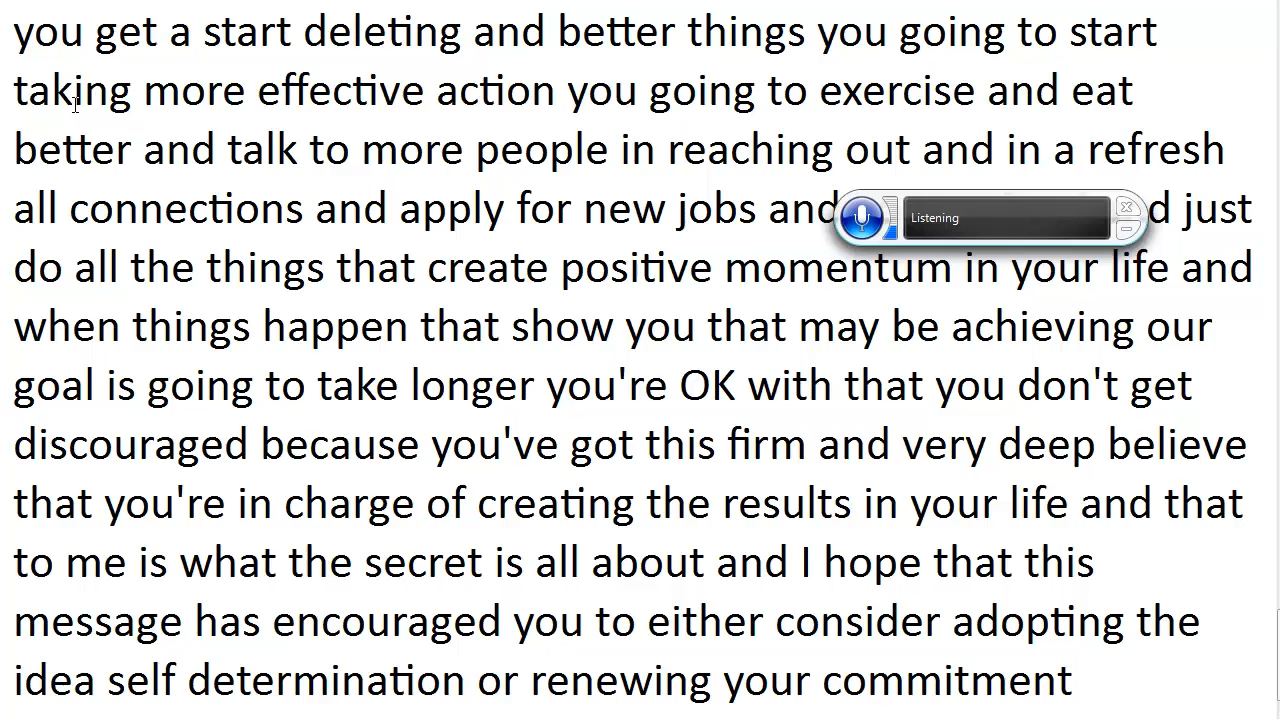 you get a start deleting and better things you going to start
taking more effective action you going to exercise and eat
better and talk to more people in reaching out and in a refresh
all connections and apply for new jobs and just
Listening
do all the things that create positive momentum in your life and
when things happen that show you that may be achieving our
goal is going to take longer you're OK with that you don't get
discouraged because you've got this firm and very deep believe
that you're in charge of creating the results in your life and that
to me is what the secret is all about and I hope that this
message has encouraged you to either consider adopting the
idea self determination or renewing your commitment